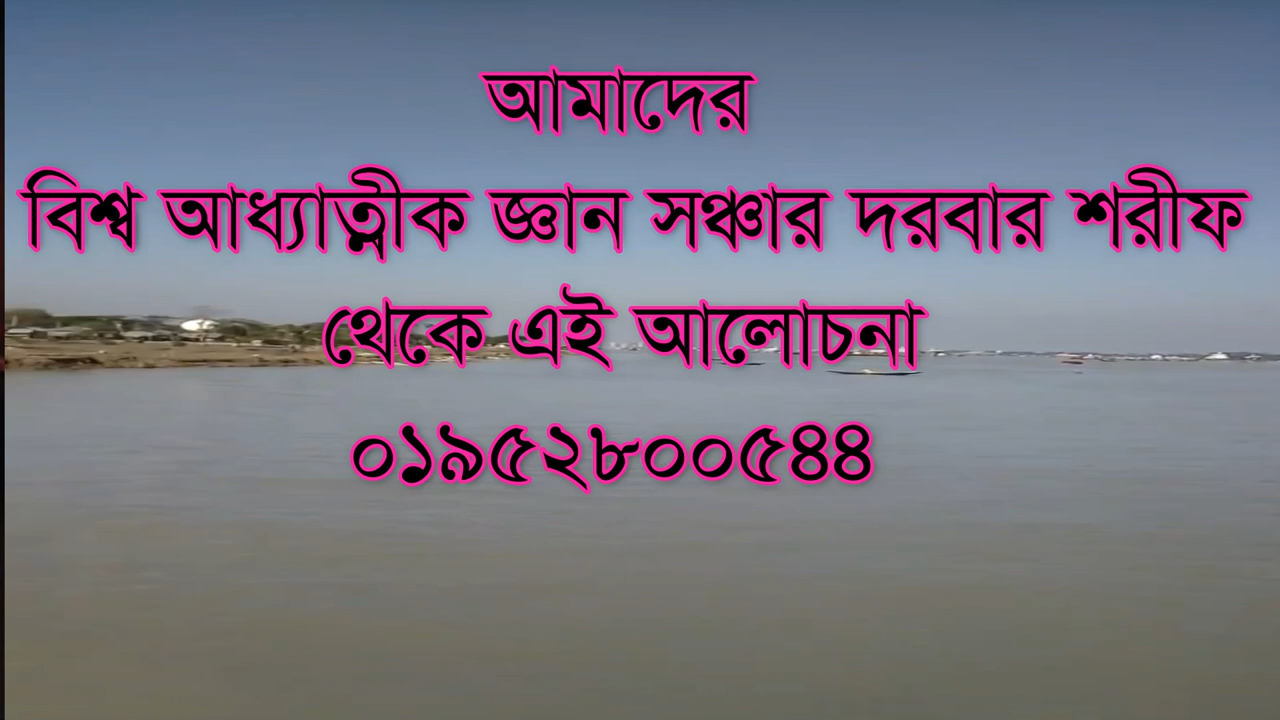 আমাদের
বিশ্ব আধ্যাত্নীক জ্ঞান সঞ্চার দরবার শরীফ
থেকে এই আলোচনা
০১৯৫২৮০০৫৪৪